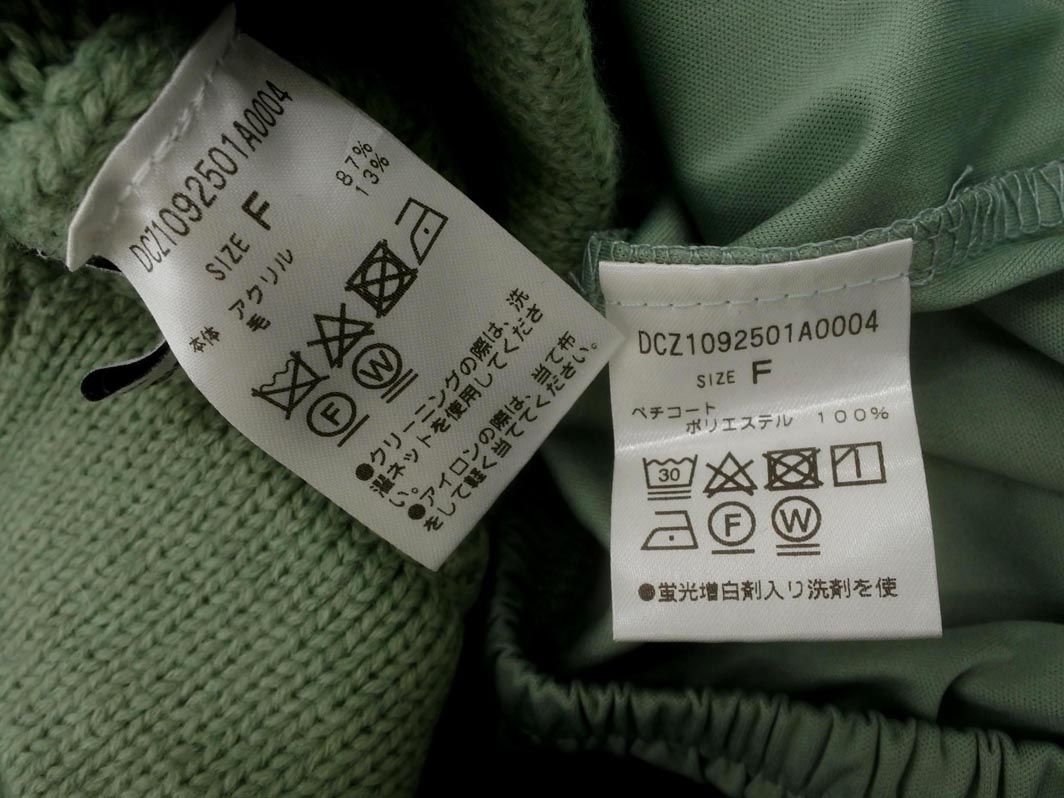 DCZ1092501A0004
SIZE F
本体 アクリル 87%
毛 13%
F
W
●クリーニングの際は、洗
濯ネットを使用してくださ
い。
●アイロンの際は、当て布
をして軽く当ててください。
DCZ1092501A0004
SIZE F
ペチコート
ポリエステル 100%
30
F
W
●蛍光増白剤入り洗剤を使